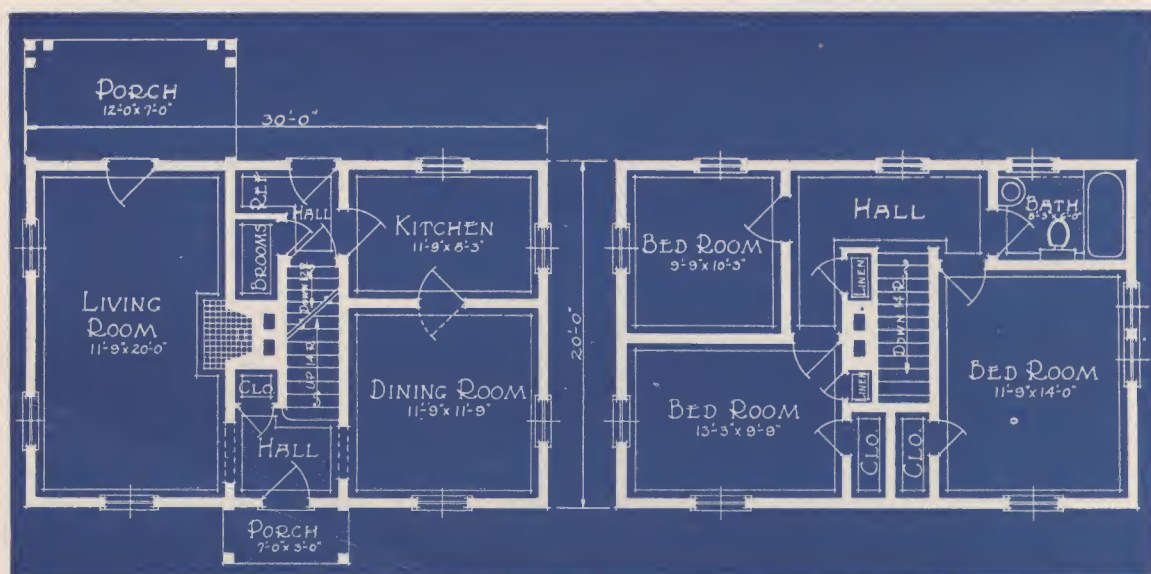 PORCH
12'-0" x 7'-0"
30'-0"
REF.
HALL
BROOMS
KITCHEN
11'-9" x 8'-3"
LIVING
ROOM
11'-9" x 20'-0"
CLO.
UP 14 R.
DINING ROOM
11'-9" x 11'-9"
HALL
PORCH
7'-0" x 3'-0"
20'-0"
BED ROOM
9'-9" x 10'-3"
HALL
BATH
LINEN
DOWN 14 R.
LINEN
BED ROOM
13'-3" x 9'-9"
CLO.
CLO.
BED ROOM
11'-9" x 14'-0"